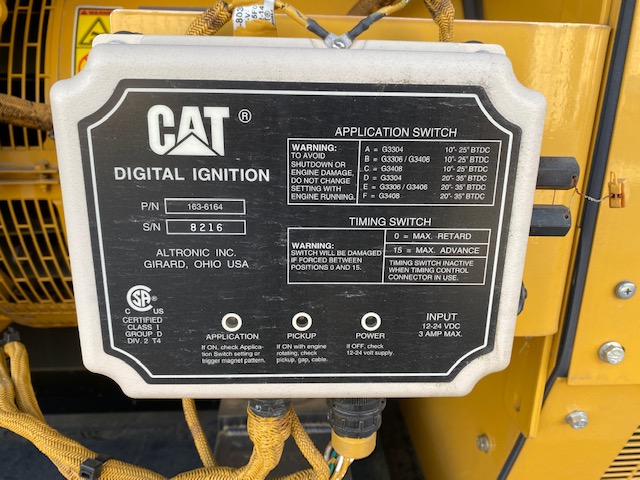 CAT ®
DIGITAL IGNITION
P/N 163-6164
S/N 8216
ALTRONIC INC.
GIRARD, OHIO USA
APPLICATION SWITCH
WARNING:
TO AVOID
SHUTDOWN OR
ENGINE DAMAGE,
DO NOT CHANGE
SETTING WITH
ENGINE RUNNING.
A = G3304 10°- 25° BTDC
B = G3306 / G3406 10°- 25° BTDC
C = G3408 10°- 25° BTDC
D = G3304 20°- 35° BTDC
E = G3306 / G3406 20°- 35° BTDC
F = G3408 20°- 35° BTDC
TIMING SWITCH
WARNING:
SWITCH WILL BE DAMAGED
IF FORCED BETWEEN
POSITIONS 0 AND 15.
0 = MAX. RETARD
15 = MAX. ADVANCE
TIMING SWITCH INACTIVE
WHEN TIMING CONTROL
CONNECTOR IN USE.
SA
C US
CERTIFIED
CLASS I
GROUP D
DIV. 2 T4
APPLICATION
If ON, check Applica-
tion Switch setting or
trigger magnet pattern.
PICKUP
If ON with engine
rotating, check
pickup, gap, cable.
POWER
If OFF, check
12-24 volt supply.
INPUT
12-24 VDC
3 AMP MAX.